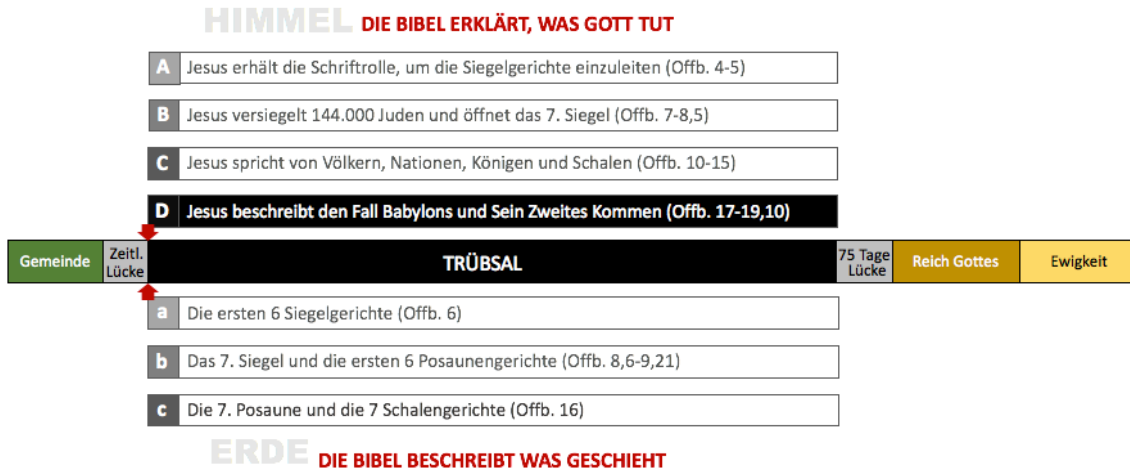 HIMMEL DIE BIBEL ERKLÄRT, WAS GOTT TUT
A Jesus erhält die Schriftrolle, um die Siegelgerichte einzuleiten (Offb. 4-5)
B Jesus versiegelt 144.000 Juden und öffnet das 7. Siegel (Offb. 7-8,5)
C Jesus spricht von Völkern, Nationen, Königen und Schalen (Offb. 10-15)
D Jesus beschreibt den Fall Babylons und Sein Zweites Kommen (Offb. 17-19,10)
Gemeinde
Zeitl.
Lücke
TRÜBSAL
75 Tage
Lücke
Reich Gottes
Ewigkeit
a Die ersten 6 Siegelgerichte (Offb. 6)
b Das 7. Siegel und die ersten 6 Posaunengerichte (Offb. 8,6-9,21)
c Die 7. Posaune und die 7 Schalengerichte (Offb. 16)
ERDE DIE BIBEL BESCHREIBT WAS GESCHIEHT